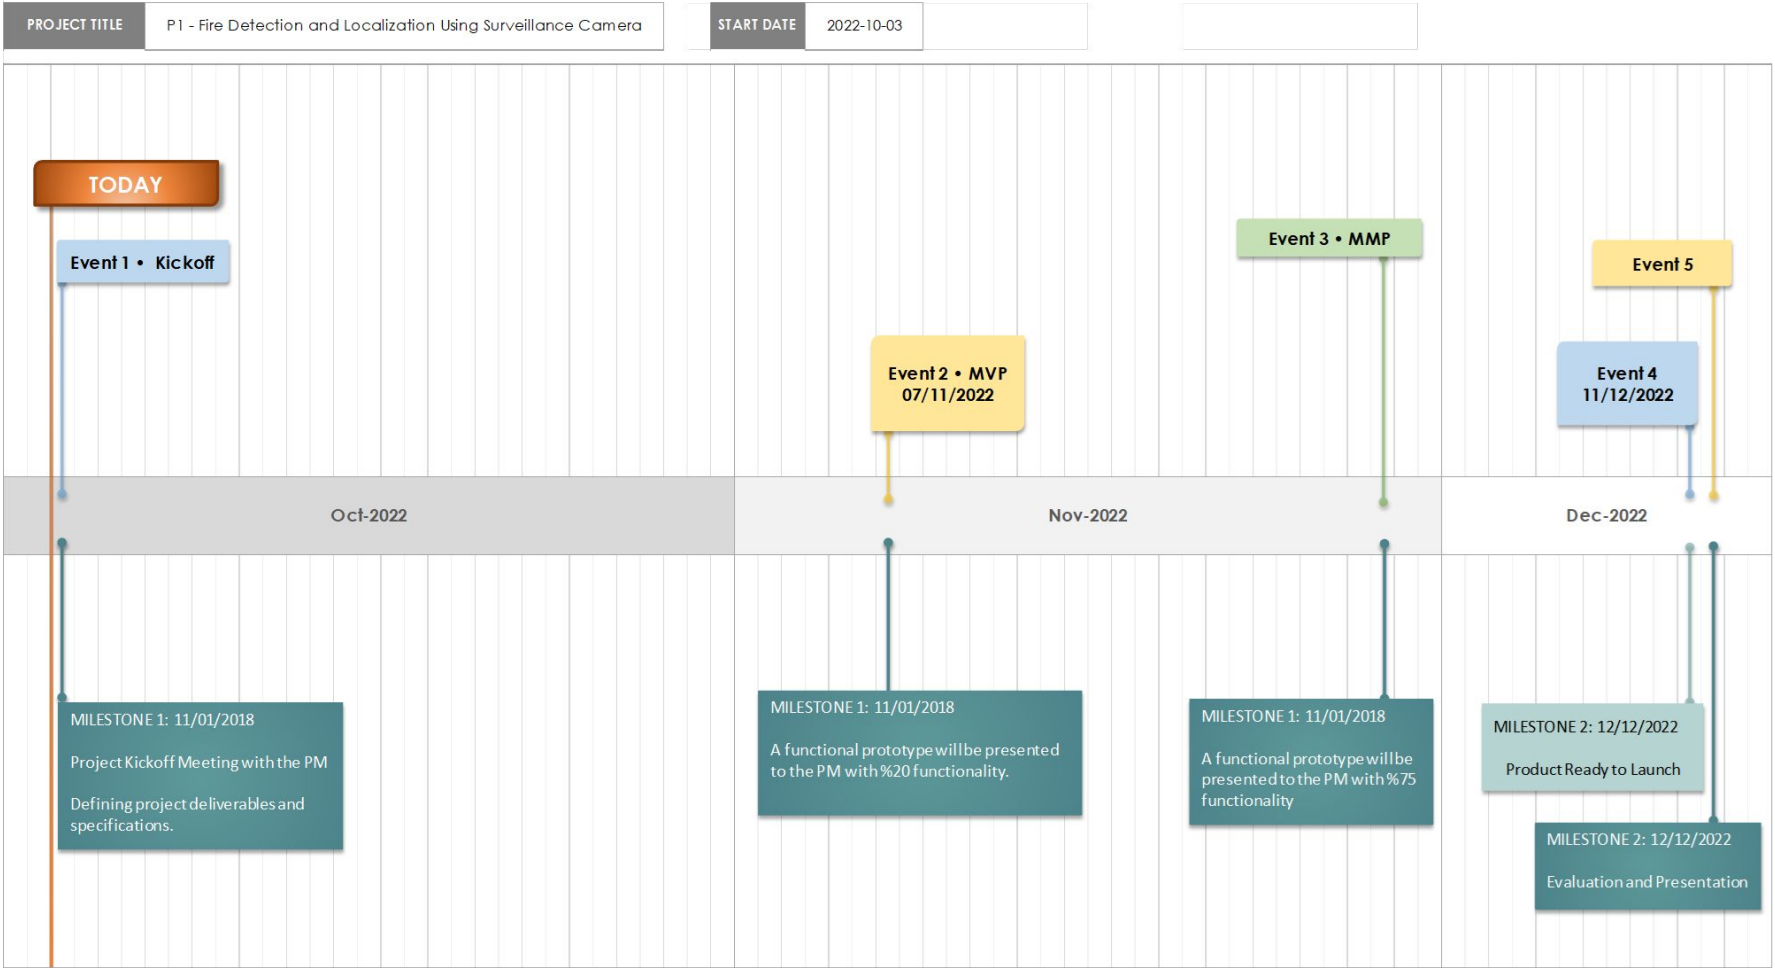 PROJECT TITLE
P1 - Fire Detection and Localization Using Surveillance Camera
START DATE
2022-10-03
TODAY
Event 1 • Kickoff
Event 2 • MVP
07/11/2022
Event 3 • MMP
Event 5
Event 4
11/12/2022
Oct-2022
Nov-2022
Dec-2022
MILESTONE 1: 11/01/2018
Project Kickoff Meeting with the PM
Defining project deliverables and
specifications.
MILESTONE 1: 11/01/2018
A functional prototype will be presented
to the PM with %20 functionality.
MILESTONE 1: 11/01/2018
A functional prototype will be
presented to the PM with %75
functionality
MILESTONE 2: 12/12/2022
Product Ready to Launch
MILESTONE 2: 12/12/2022
Evaluation and Presentation